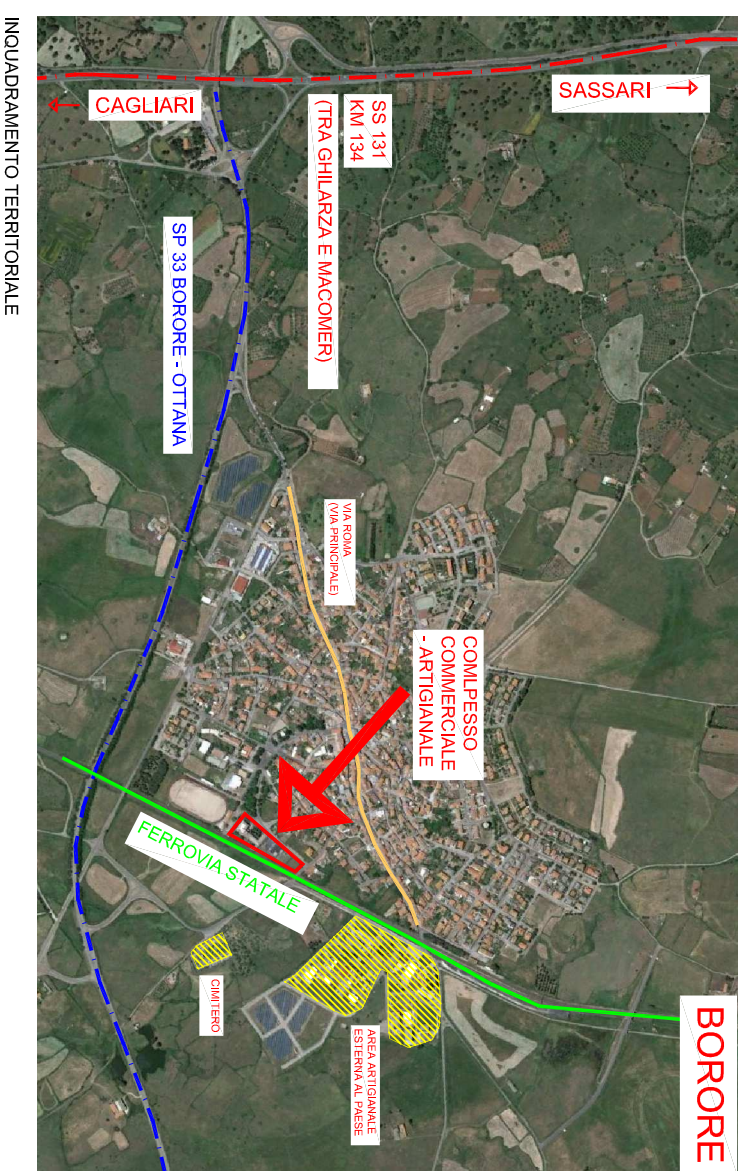 BORORE
SASSARI
CAGLIARI
SS 131
KM 134
(TRA GHILARZA E MACOMER)
SP 33 BORORE - OTTANA
VIA ROMA
(VIA PRINCIPALE)
COMLPESSO
COMMERCIALE
- ARTIGIANALE
FERROVIA STATALE
CIMITERO
AREA ARTIGIANALE
ESTERNA AL PAESE
INQUADRAMENTO TERRITORIALE